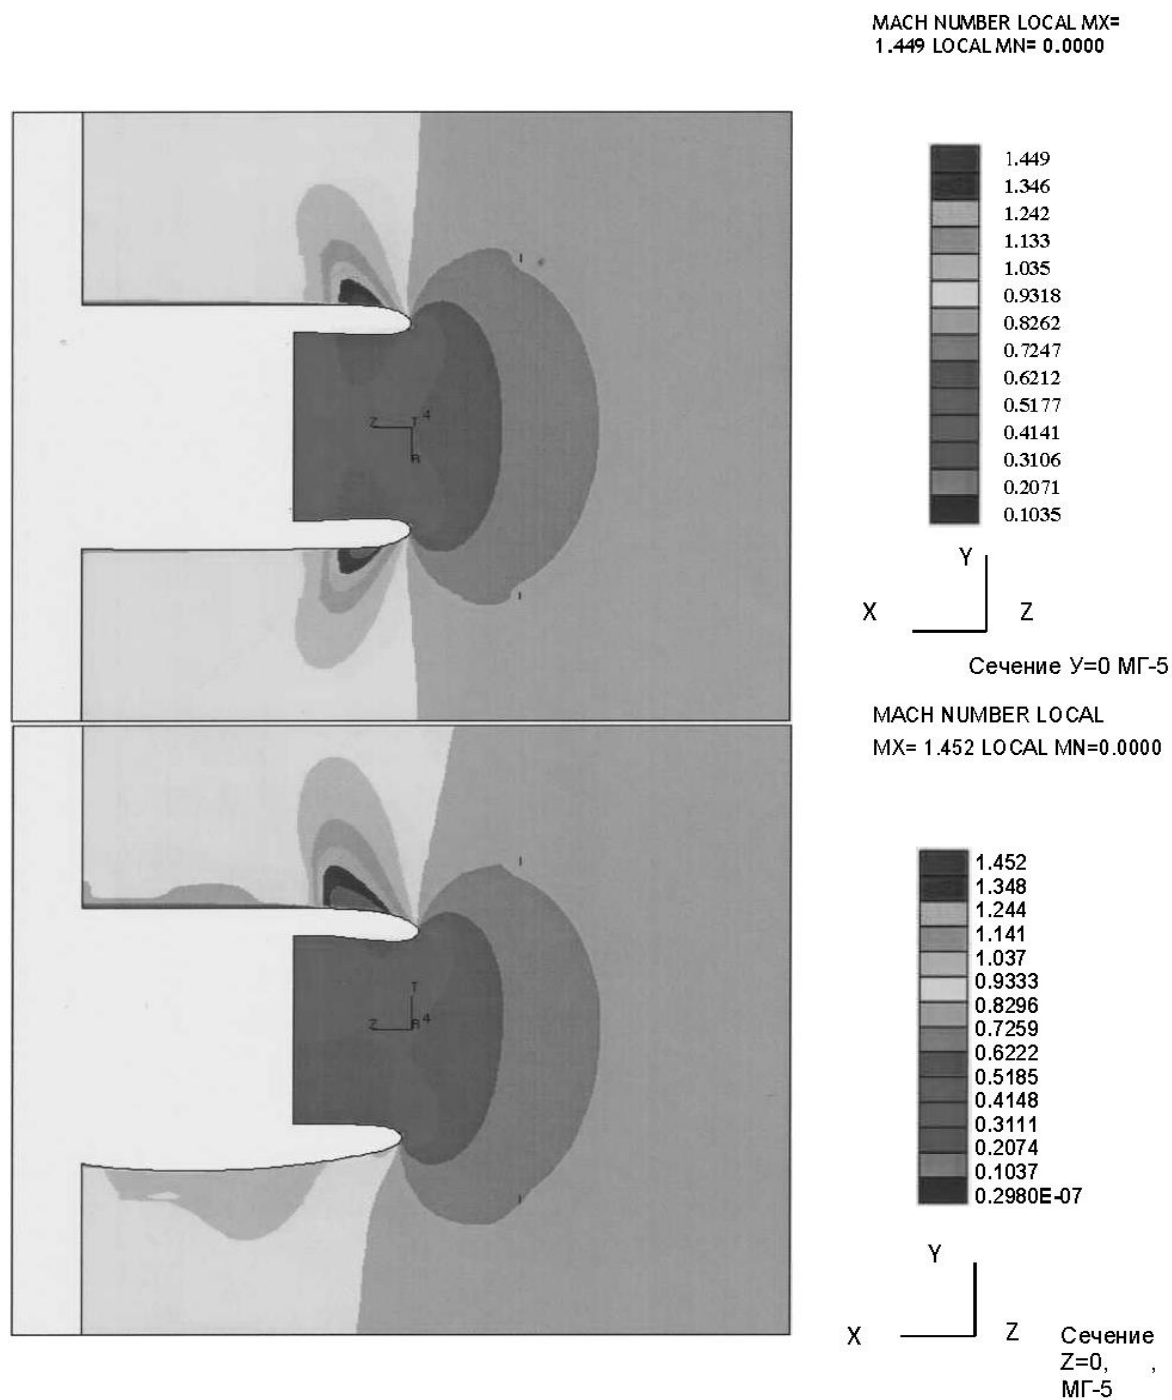 MACH NUMBER LOCAL MX=
1.449 LOCAL MN= 0.0000
1.449
1.346
1.242
1.133
1.035
0.9318
0.8262
0.7247
0.6212
0.5177
0.4141
0.3106
0.2071
0.1035
Z T 4
R
Y
X Z
Сечение У=0 МГ-5
MACH NUMBER LOCAL
MX= 1.452 LOCAL MN=0.0000
1.452
1.348
1.244
1.141
1.037
0.9333
0.8296
0.7259
0.6222
0.5185
0.4148
0.3111
0.2074
0.1037
0.2980E-07
T
Z R 4
Y
X Z
Сечение
Z=0, ,
МГ-5